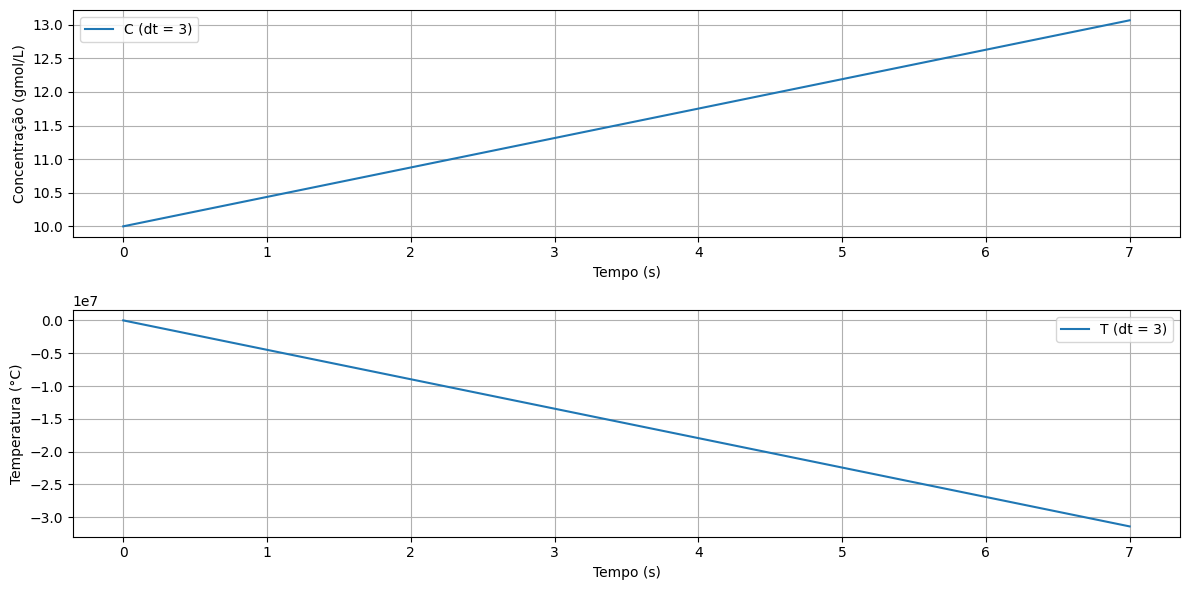 13.0
12.5
12.0
11.5
11.0
10.5
10.0
Concentração (gmol/L)
C (dt = 3)
0 1 2 3 4 5 6 7
Tempo (s)
1e7
0.0
−0.5
−1.0
−1.5
−2.0
−2.5
−3.0
Temperatura (°C)
T (dt = 3)
0 1 2 3 4 5 6 7
Tempo (s)